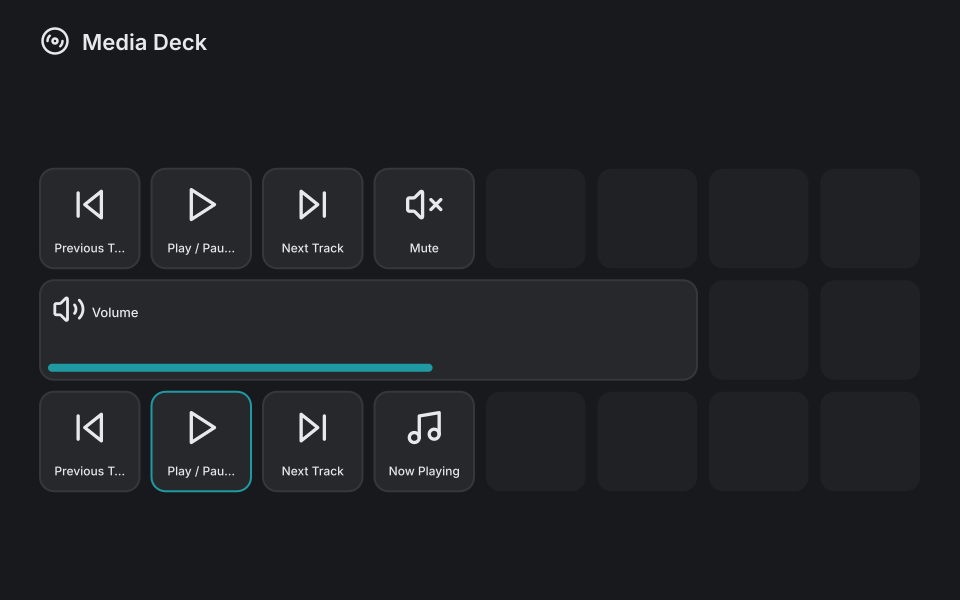 Media Deck
Previous T...
Play / Pau...
Next Track
Mute
Volume
Previous T...
Play / Pau...
Next Track
Now Playing